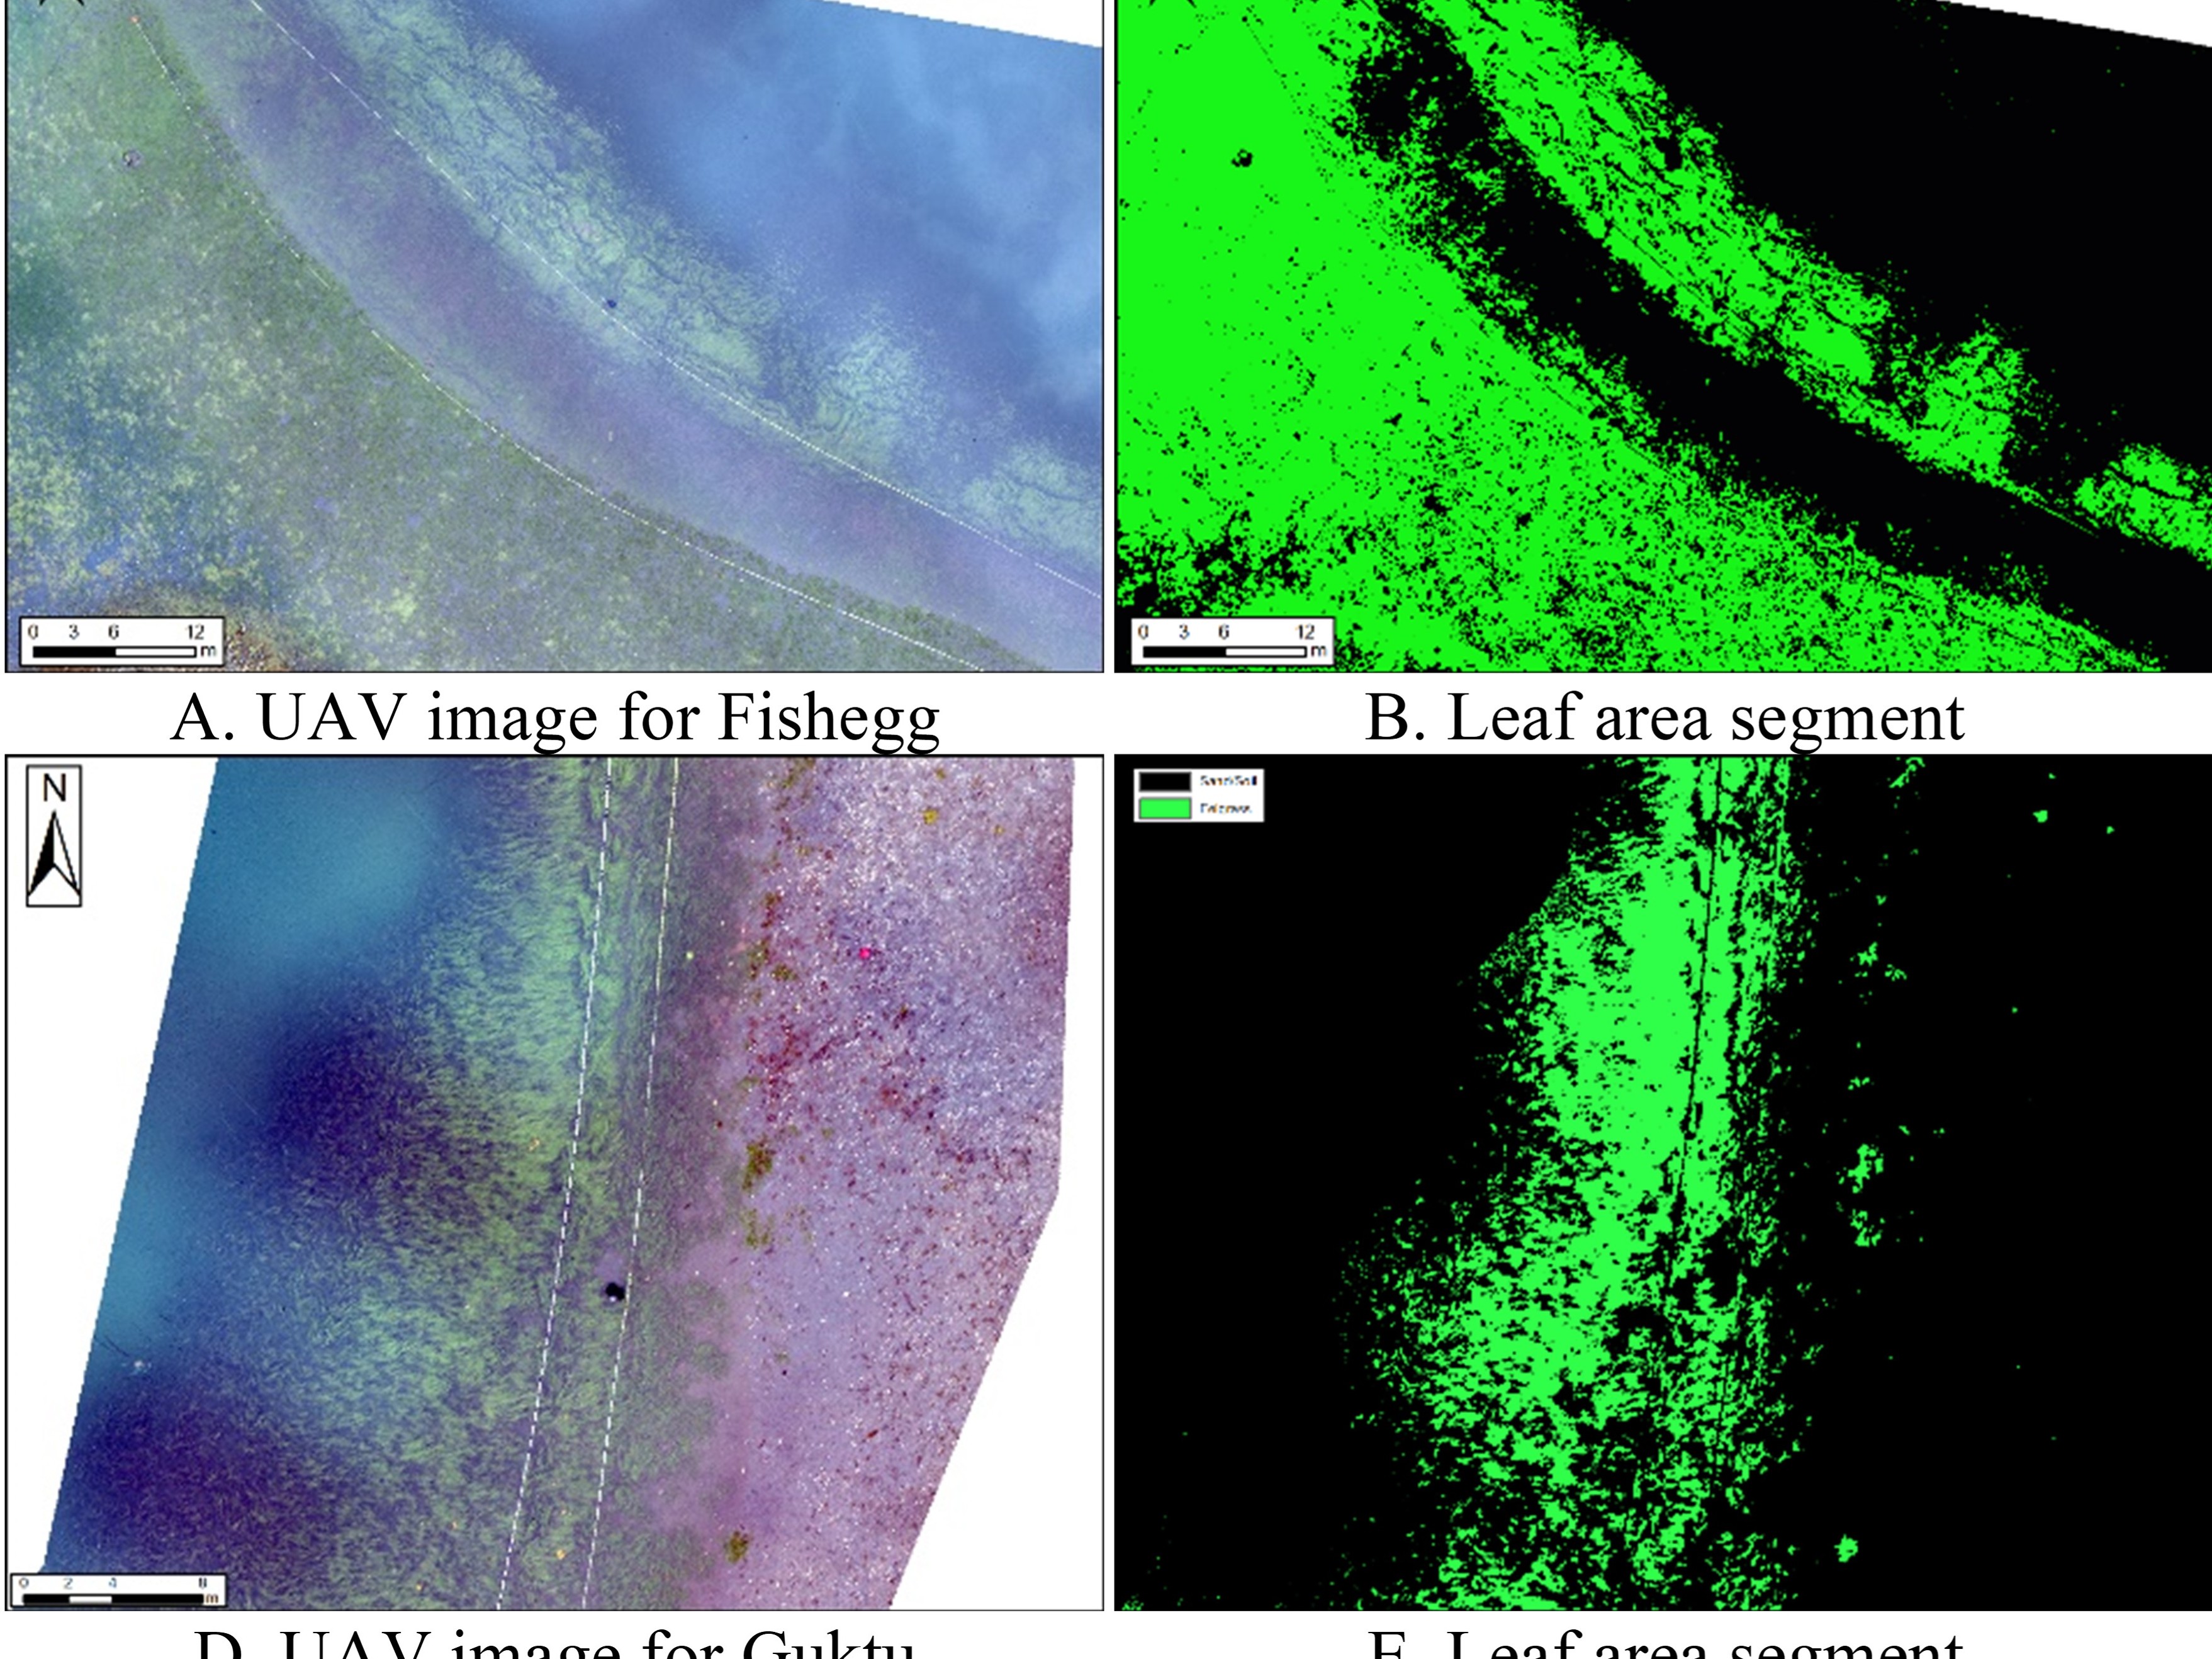 0 3 6 12
m
0 3 6 12
m
A. UAV image for Fishegg
B. Leaf area segment
N
Sand/Soil
Eelgrass
0 2 4 8
m
D. UAV image for Guktu
E. Leaf area segment